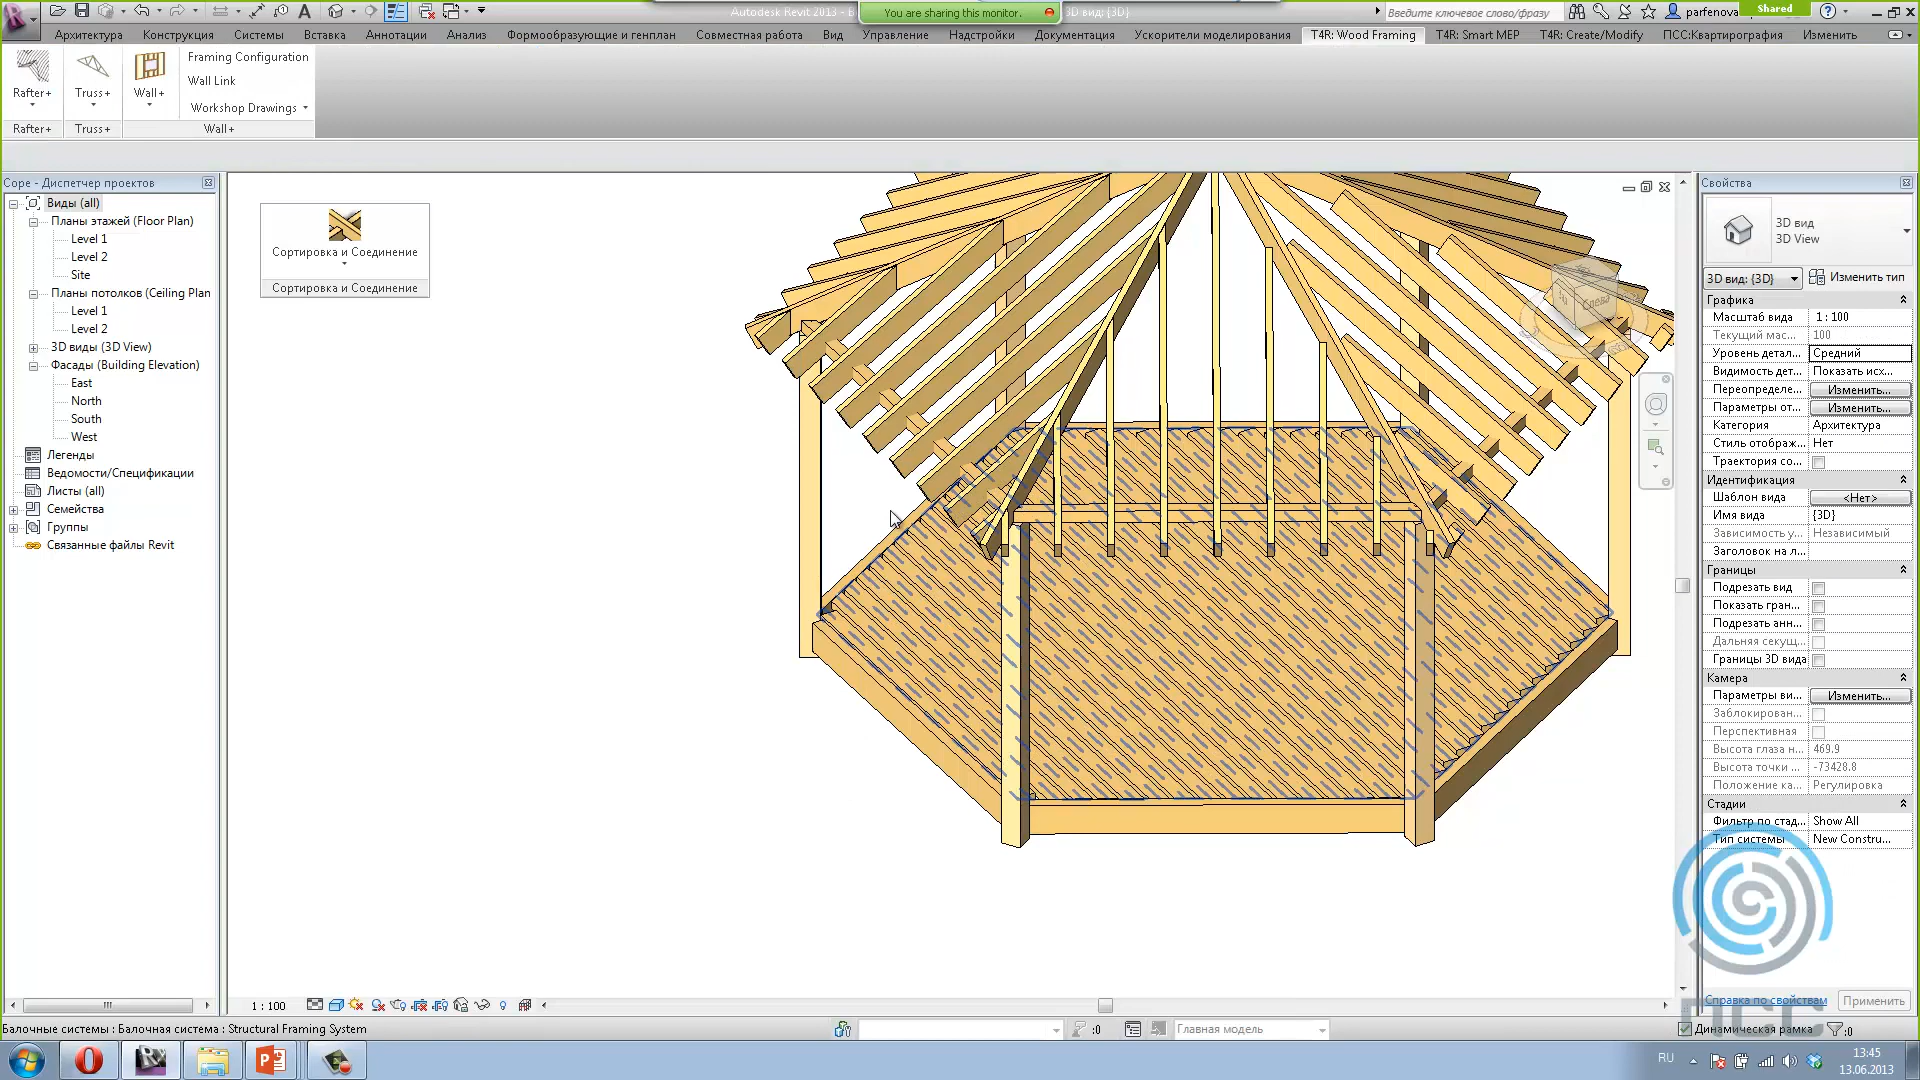 Autodesk Revit 2013 -
You are sharing this monitor.
3D вид: {3D}
Введите ключевое слово/фразу
parfenova
Shared
Архитектура
Конструкция
Системы
Вставка
Аннотации
Анализ
Формообразующие и генплан
Совместная работа
Вид
Управление
Надстройки
Документация
Ускорители моделирования
T4R: Wood Framing
T4R: Smart MEP
T4R: Create/Modify
ПСС:Квартирография
Изменить
Rafter+
Truss+
Wall+
Framing Configuration
Wall Link
Workshop Drawings
Rafter+
Truss+
Wall+
Cope - Диспетчер проектов
Виды (all)
Планы этажей (Floor Plan)
Level 1
Level 2
Site
Планы потолков (Ceiling Plan
Level 1
Level 2
3D виды (3D View)
Фасады (Building Elevation)
East
North
South
West
Легенды
Ведомости/Спецификации
Листы (all)
Семейства
Группы
Связанные файлы Revit
Сортировка и Соединение
Сортировка и Соединение
Слева
Свойства
3D вид
3D View
3D вид: {3D}
Изменить тип
Графика
Масштаб вида 1 : 100
Текущий мас... 100
Уровень детал... Средний
Видимость дет... Показать исх...
Переопределе... Изменить...
Параметры от... Изменить...
Категория Архитектура
Стиль отображ... Нет
Траектория со...
Идентификация
Шаблон вида <Нет>
Имя вида {3D}
Зависимость у... Независимый
Заголовок на л...
Границы
Подрезать вид
Показать гран...
Подрезать анн...
Дальняя секущ...
Границы 3D вида
Камера
Параметры ви... Изменить...
Заблокирован...
Перспективная
Высота глаза н... 469.9
Высота точки ... -73428.8
Положение ка... Регулировка
Стадии
Фильтр по стад... Show All
Тип системы New Constru...
Справка по свойствам
Применить
ПСС
1 : 100
Балочные системы : Балочная система : Structural Framing System
:0
Главная модель
Динамическая рамка
:0
RU
13:45
13.06.2013